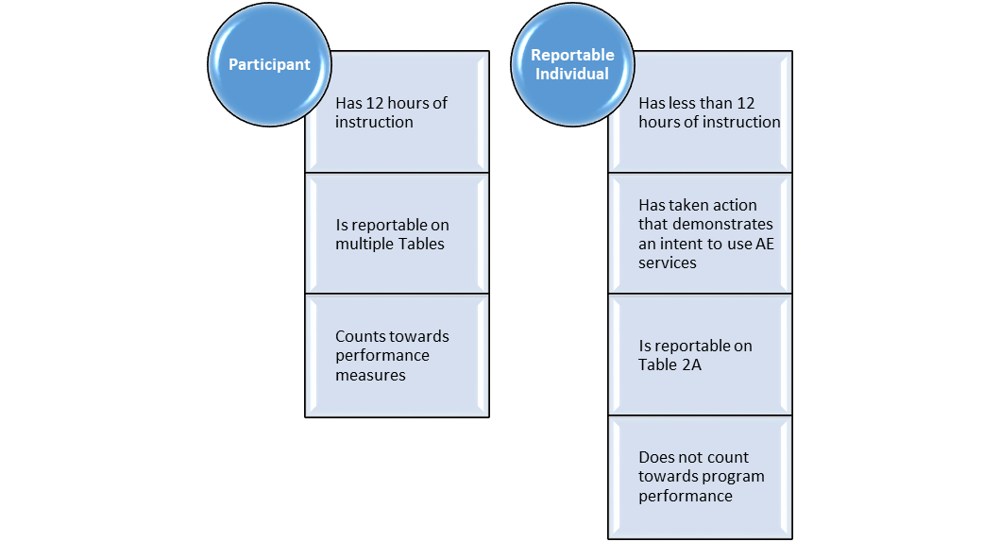 Participant
Has 12 hours of
instruction
Is reportable on
multiple Tables
Counts towards
performance
measures
Reportable
Individual
Has less than 12
hours of instruction
Has taken action
that demonstrates
an intent to use AE
services
Is reportable on
Table 2A
Does not count
towards program
performance